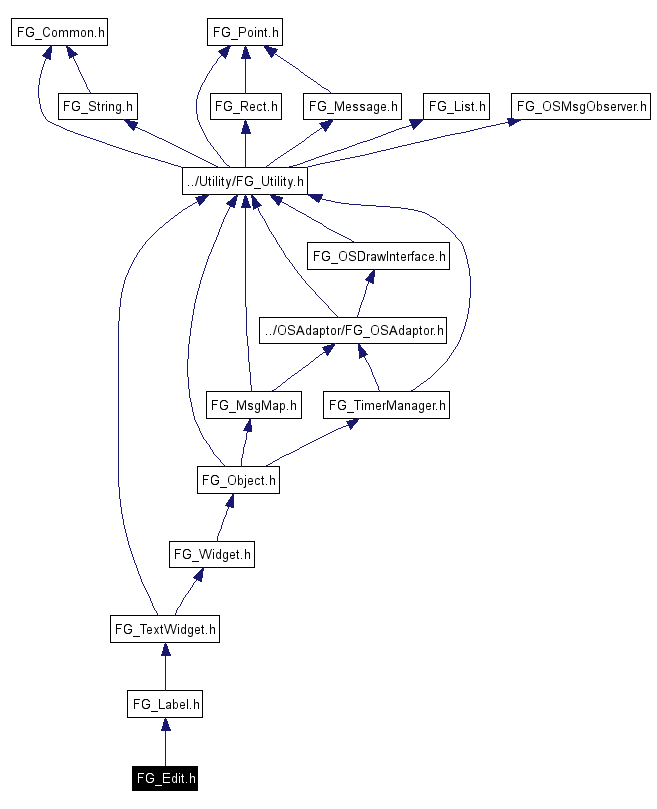 FG_Common.h
FG_Point.h
FG_String.h
FG_Rect.h
FG_Message.h
FG_List.h
FG_OSMsgObserver.h
../Utility/FG_Utility.h
FG_OSDrawInterface.h
../OSAdaptor/FG_OSAdaptor.h
FG_MsgMap.h
FG_TimerManager.h
FG_Object.h
FG_Widget.h
FG_TextWidget.h
FG_Label.h
FG_Edit.h